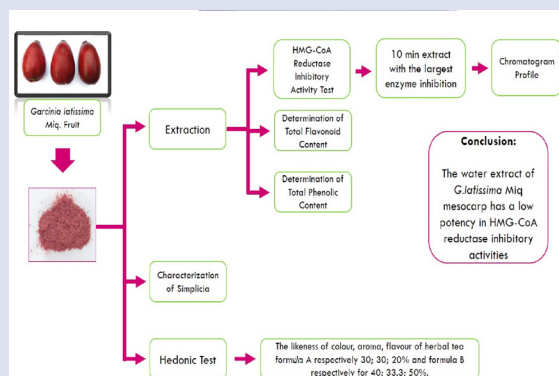 Garcinia latissima
Miq. Fruit
Extraction
Characterization
of Simplicia
Hedonic Test
HMG-CoA
Reductase
Inhibitory
Activity Test
Determination of
Total Flavonoid
Content
Determination of
Total Phenolic
Content
10 min extract
with the largest
enzyme inhibition
Chromatogram
Profile
The likeness of colour, aroma, flavour of herbal tea
formula A respectively 30; 30; 20% and formula B
respectively for 40; 33.3; 50%.
Conclusion:
The water extract of
G.latissima Miq
mesocarp has a low
potency in HMG-CoA
reductase inhibitory
activities